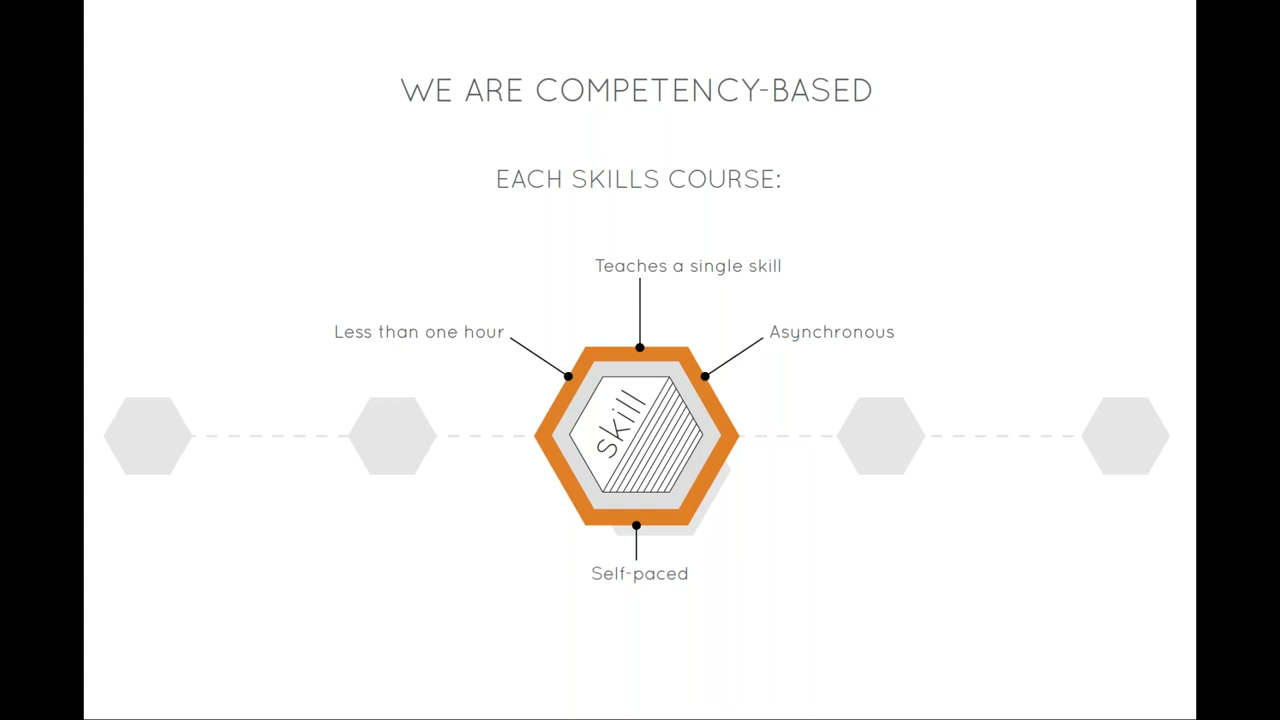 WE ARE COMPETENCY-BASED
EACH SKILLS COURSE:
Teaches a single skill
Less than one hour
Asynchronous
skill
Self-paced